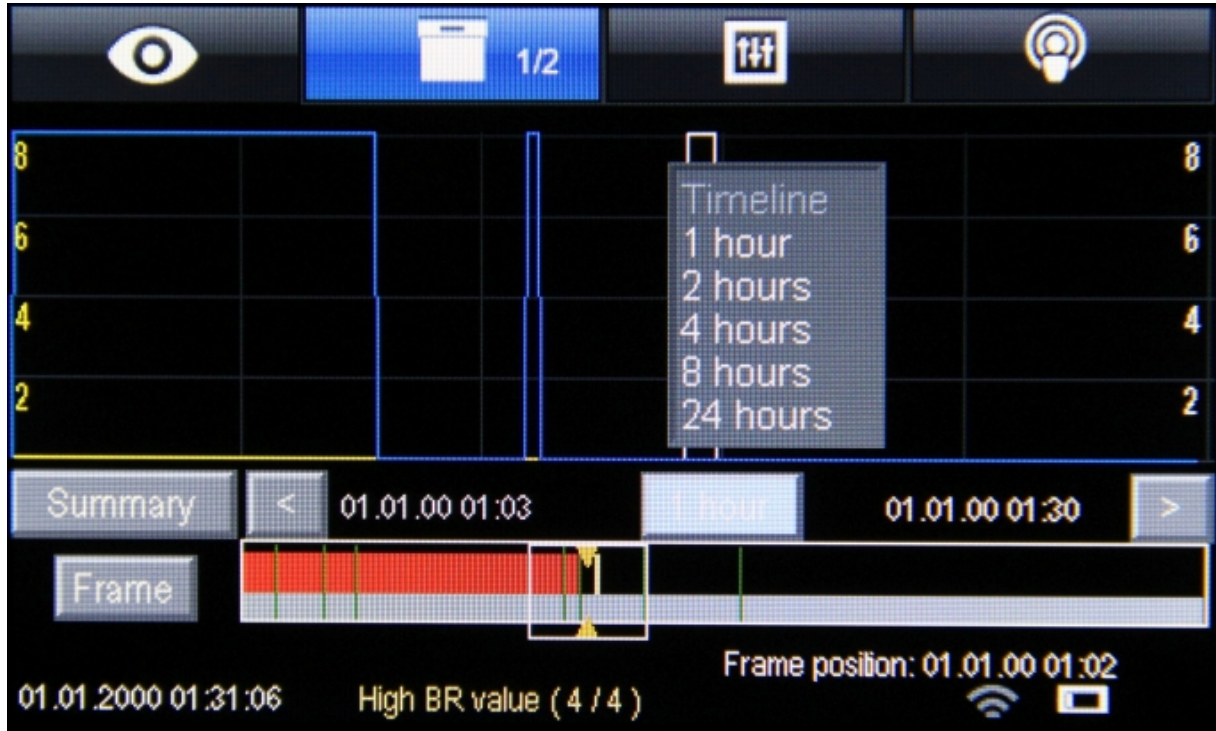 1/2
8 8
Timeline
6 1 hour 6
2 hours
4 4 hours 4
8 hours
2 24 hours 2
Summary < 01.01.00 01:03 1 hour 01.01.00 01:30 >
Frame
Frame position: 01.01.00 01:02
01.01.2000 01:31:06 High BR value ( 4 / 4 )